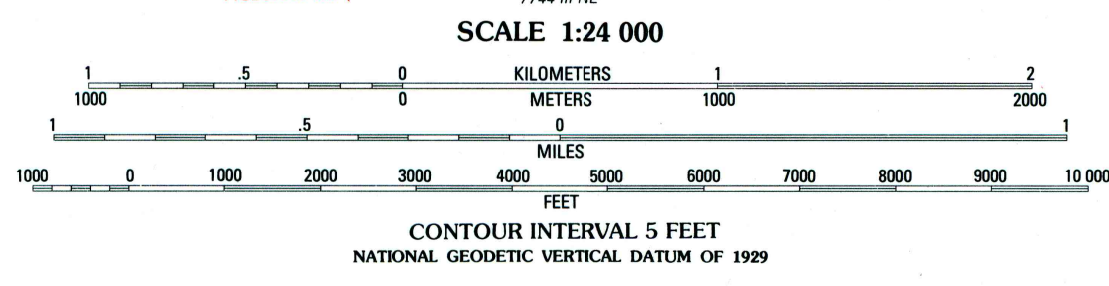 SCALE 1:24 000
1 .5 0 KILOMETERS 1 2
1000 0 METERS 1000 2000
1 .5 0 1
MILES
1000 0 1000 2000 3000 4000 5000 6000 7000 8000 9000 10 000
FEET
CONTOUR INTERVAL 5 FEET
NATIONAL GEODETIC VERTICAL DATUM OF 1929